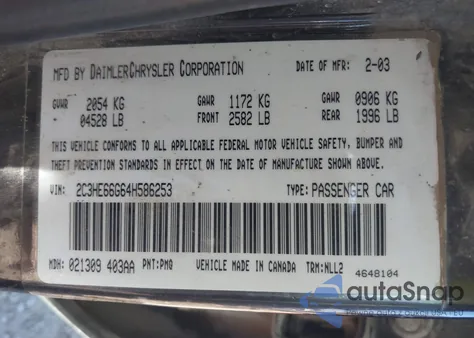 MFD BY DAIMLERCHRYSLER CORPORATION DATE OF MFR: 2-03
GVWR 2054 KG GAWR 1172 KG GAWR 0906 KG
04528 LB FRONT 2582 LB REAR 1996 LB
THIS VEHICLE CONFORMS TO ALL APPLICABLE FEDERAL MOTOR VEHICLE SAFETY, BUMPER AND
THEFT PREVENTION STANDARDS IN EFFECT ON THE DATE OF MANUFACTURE SHOWN ABOVE.
VIN: 2C3HE66G64H586253 TYPE: PASSENGER CAR
MDH: 021309 403AA PNT: PMG VEHICLE MADE IN CANADA TRM: NLL2
4648104
autoSnap